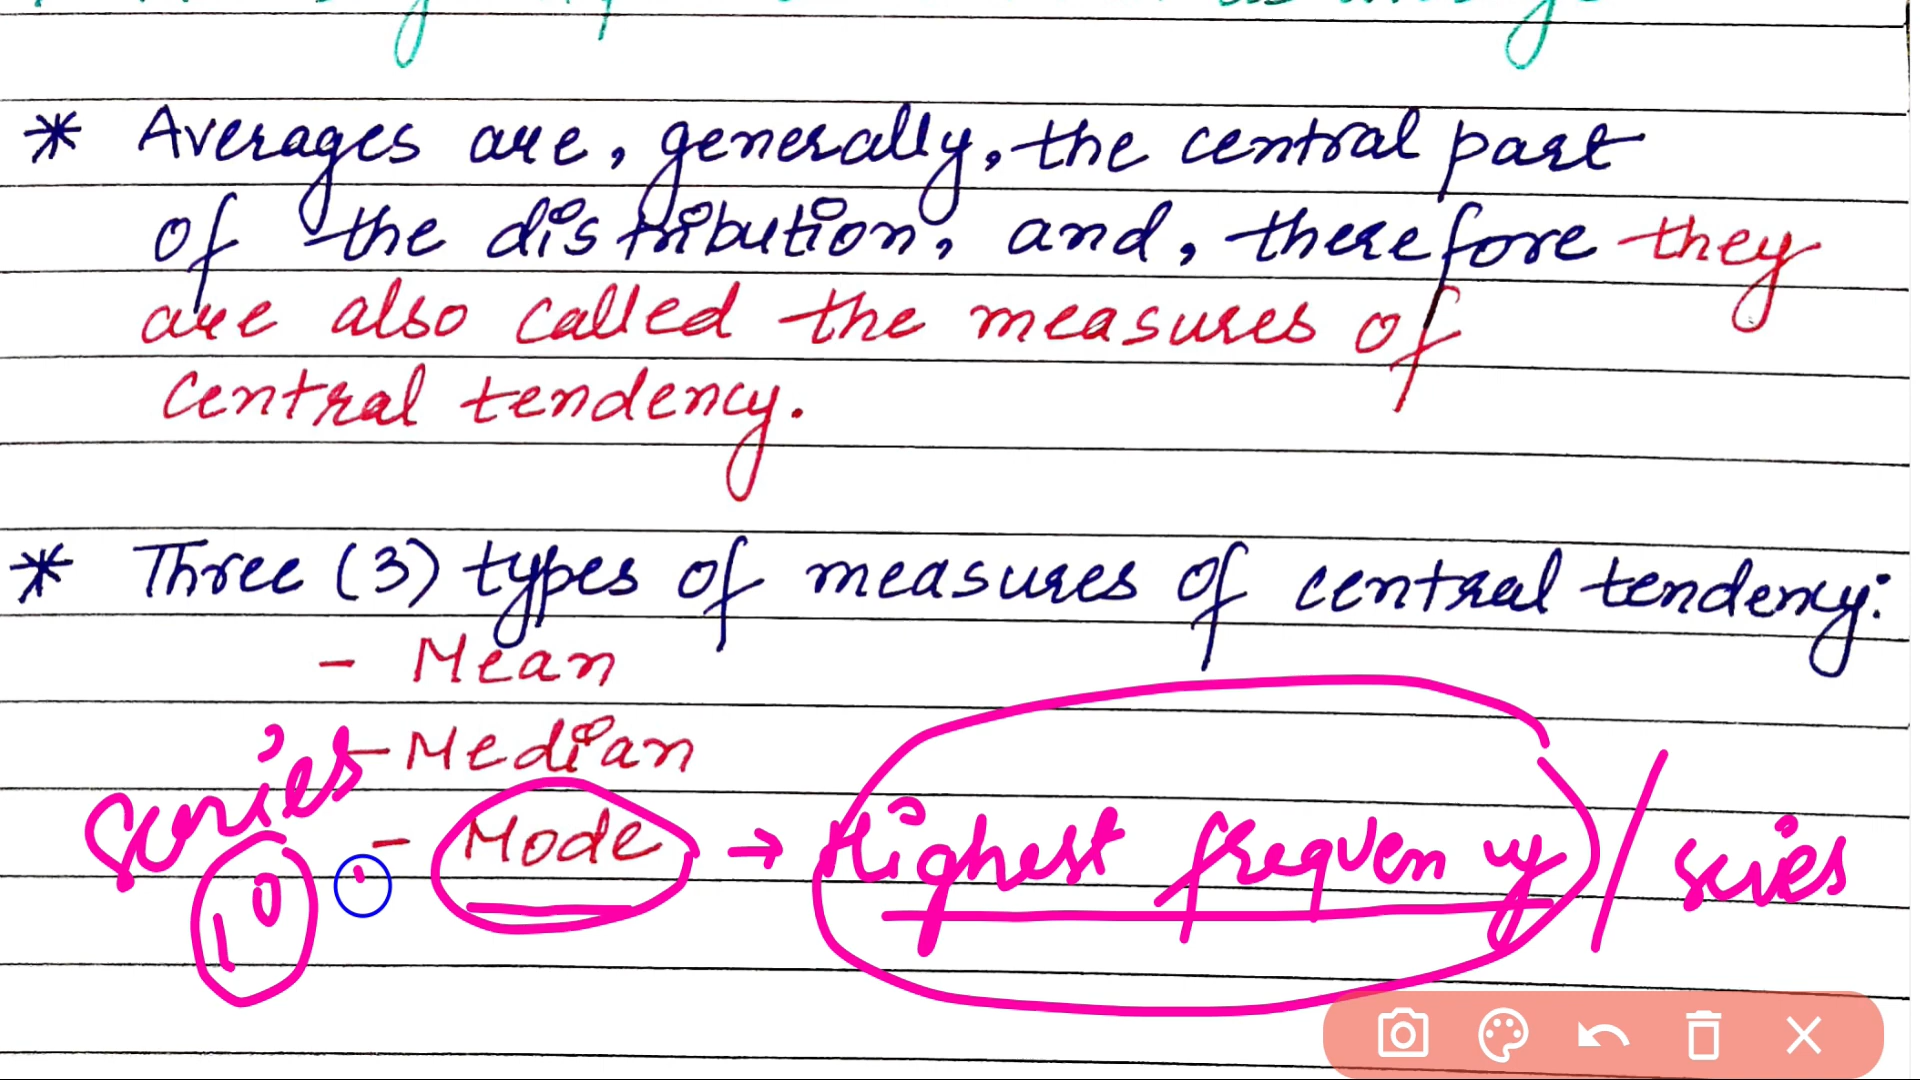 * Averages are, generally, the central part
of the distribution, and, therefore they
are also called the measures of
central tendency.
* Three (3) types of measures of central tendency:
- Mean
- Median
series
- Mode → Highest frequency / series
10